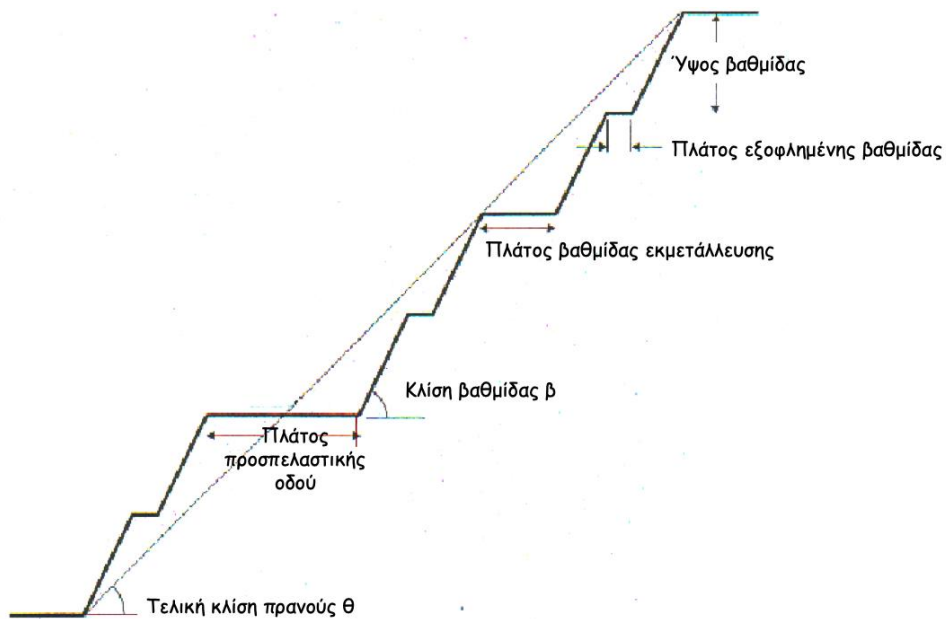 Ύψος βαθμίδας
Πλάτος εξοφλημένης βαθμίδας
Πλάτος βαθμίδας εκμετάλλευσης
Κλίση βαθμίδας β
Πλάτος
προσπελαστικής
οδού
Τελική κλίση πρανούς θ